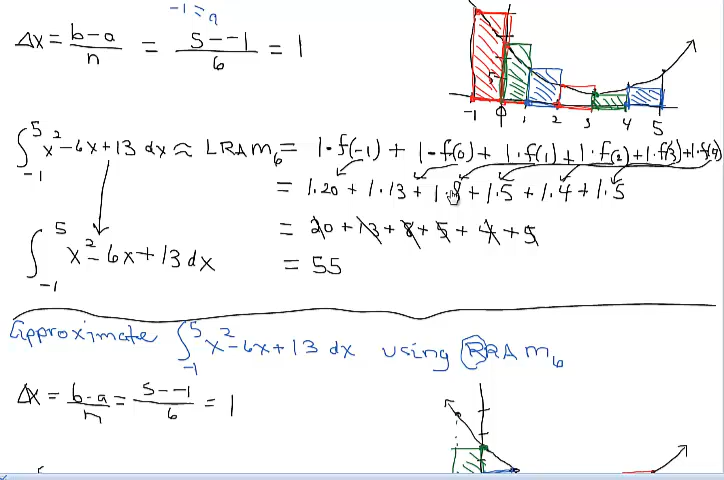 -1 = a
Δx = b-a/n = 5--1/6 = 1
5
-1 0 1 2 3 4 5
∫₋₁⁵ x²-6x+13 dx ≈ LRAM₆ = 1·f(-1) + 1·f(0) + 1·f(1) + 1·f(2) + 1·f(3) + 1·f(4)
= 1·20 + 1·13 + 1·8 + 1·5 + 1·4 + 1·5
= 20 + 13 + 8 + 5 + 4 + 5
∫₋₁⁵ x²-6x+13 dx = 55
Approximate ∫₋₁⁵ x²-6x+13 dx using RRAM₆
Δx = b-a/n = 5--1/6 = 1